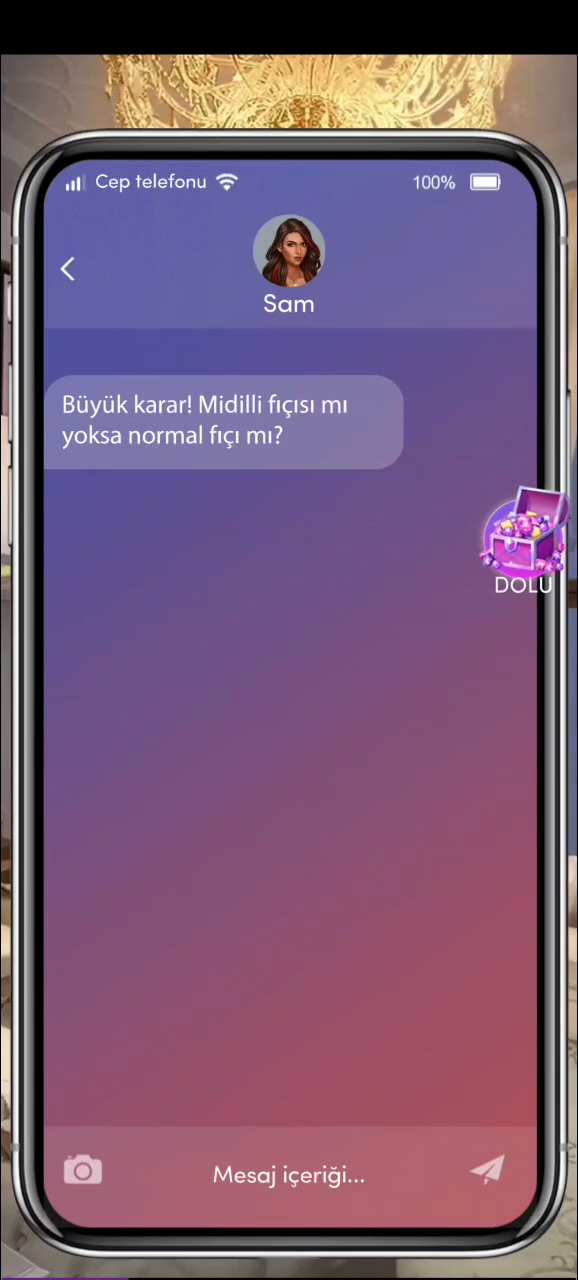 Cep telefonu
100%
Sam
Büyük karar! Midilli fıçısı mı
yoksa normal fıçı mı?
DOLU
Mesaj içeriği...